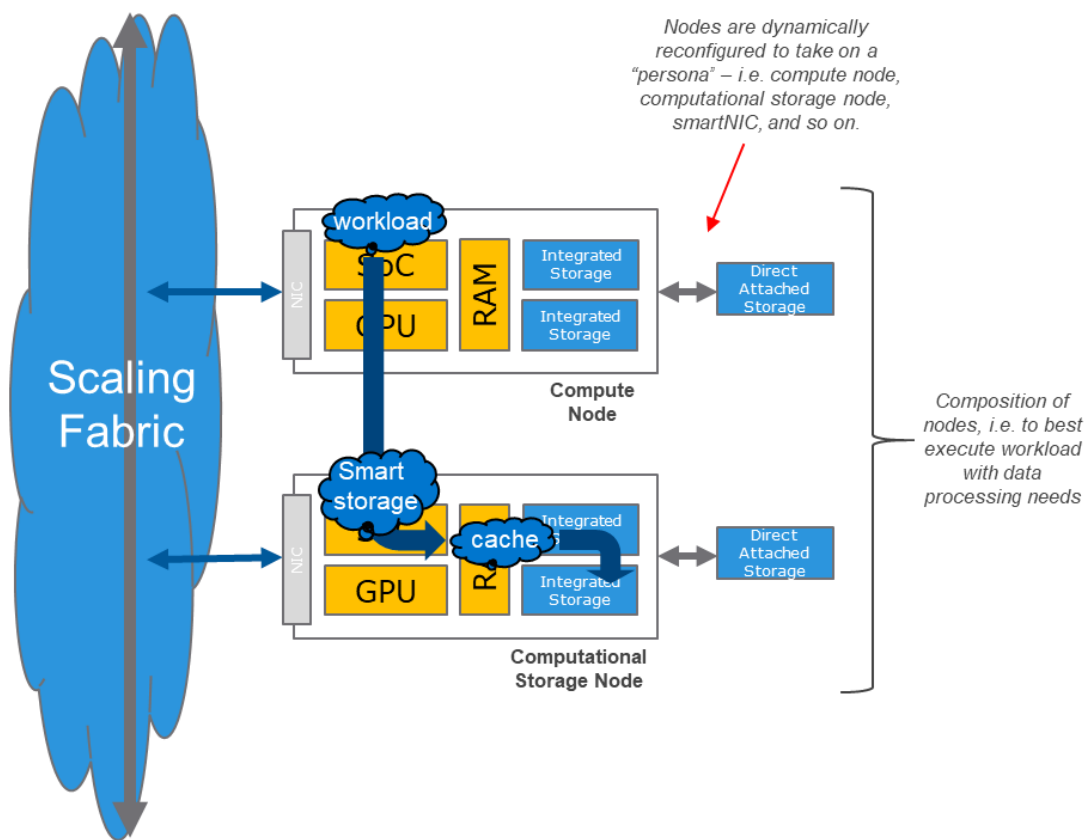 Nodes are dynamically
reconfigured to take on a
“persona” – i.e. compute node,
computational storage node,
smartNIC, and so on.
workload
SoC
GPU
NIC
RAM
Integrated
Storage
Integrated
Storage
Direct
Attached
Storage
Compute
Node
Scaling
Fabric
Composition of
nodes, i.e. to best
execute workload
with data
processing needs
Smart
storage
cache
NIC
GPU
Integrated
Integrated
Storage
Direct
Attached
Storage
Computational
Storage Node